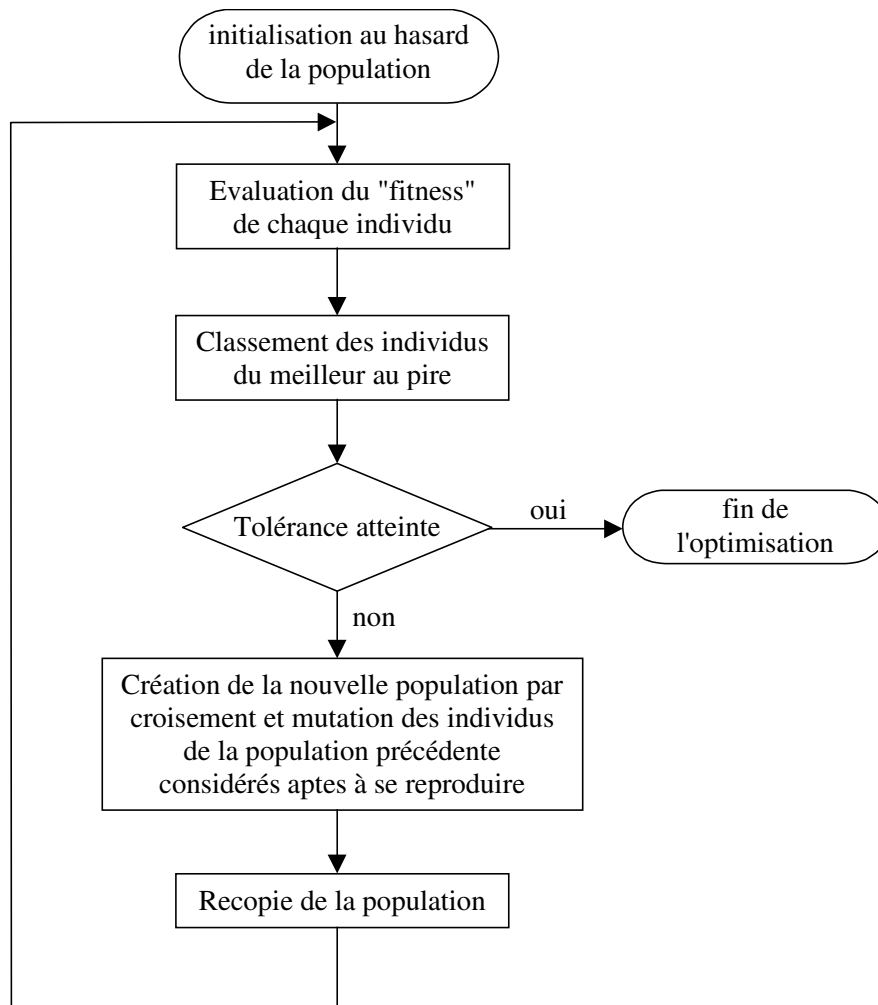 initialisation au hasard
de la population
Evaluation du "fitness"
de chaque individu
Classement des individus
du meilleur au pire
Tolérance atteinte
oui
fin de
l'optimisation
non
Création de la nouvelle population par
croisement et mutation des individus
de la population précédente
considérés aptes à se reproduire
Recopie de la population